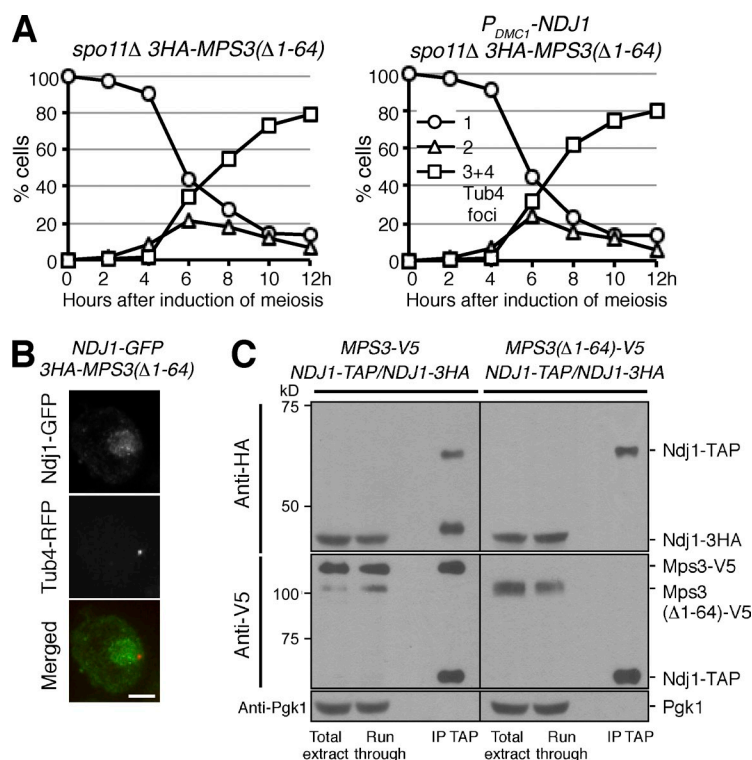 A
spo11Δ 3HA-MPS3(Δ1-64)
100
80
60
40
20
0
% cells
0 2 4 6 8 10 12h
Hours after induction of meiosis
P_DMC1-NDJ1
spo11Δ 3HA-MPS3(Δ1-64)
100
80
60
40
20
0
% cells
1
2
3+4
Tub4
foci
0 2 4 6 8 10 12h
Hours after induction of meiosis
B
NDJ1-GFP
3HA-MPS3(Δ1-64)
Ndj1-GFP
Tub4-RFP
Merged
C
MPS3-V5
NDJ1-TAP/NDJ1-3HA
MPS3(Δ1-64)-V5
NDJ1-TAP/NDJ1-3HA
kD
75
50
Anti-HA
Ndj1-TAP
Ndj1-3HA
100
75
Anti-V5
Mps3-V5
Mps3
(Δ1-64)-V5
Ndj1-TAP
Anti-Pgk1
Pgk1
Total Run IP TAP Total Run IP TAP
extract through extract through